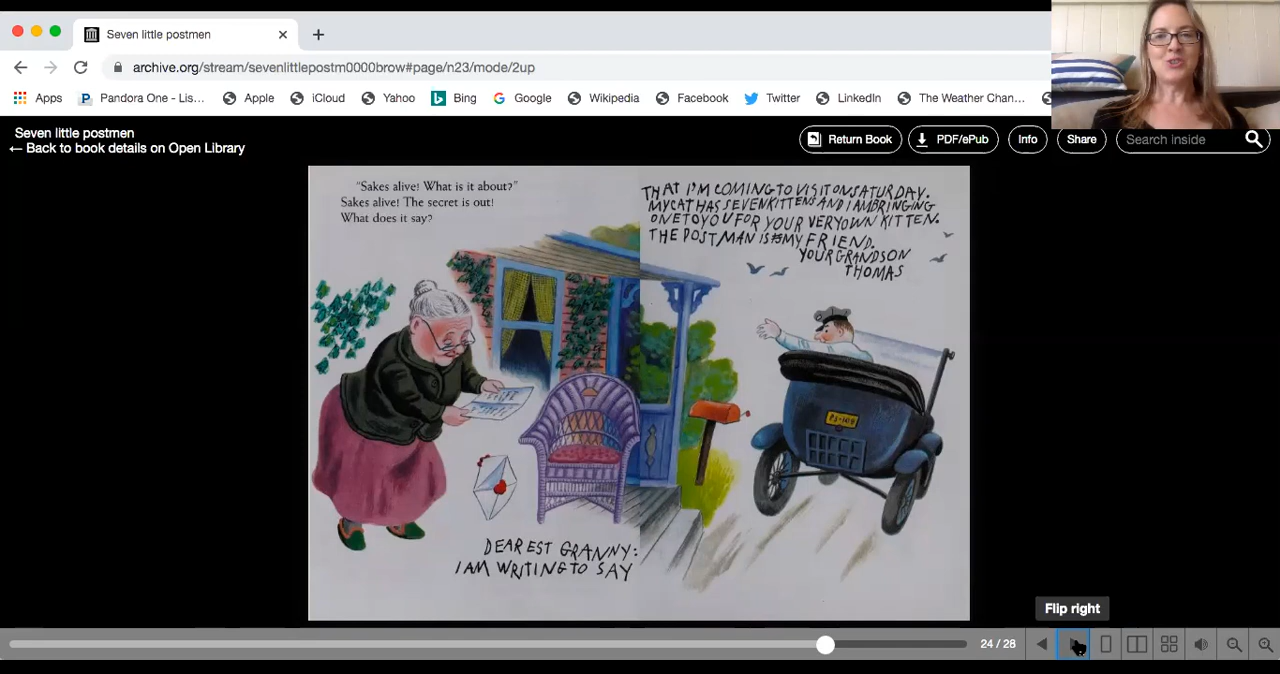 Seven little postmen
archive.org/stream/sevenlittlepostm0000brow#page/n23/mode/2up
Apps
Pandora One - Lis...
Apple
iCloud
Yahoo
Bing
Google
Wikipedia
Facebook
Twitter
LinkedIn
The Weather Chan...
Seven little postmen
← Back to book details on Open Library
Return Book
PDF/ePub
Info
Share
Search inside
"Sakes alive! What is it about?"
Sakes alive! The secret is out!
What does it say?
DEAREST GRANNY:
I AM WRITING TO SAY
THAT I'M COMING TO VISIT ON SATURDAY.
MY CAT HAS SEVEN KITTENS AND I AM BRINGING
ONE TO YOU FOR YOUR VERY OWN KITTEN.
THE POSTMAN IS MY FRIEND.
YOUR GRANDSON
THOMAS
Flip right
24 / 28